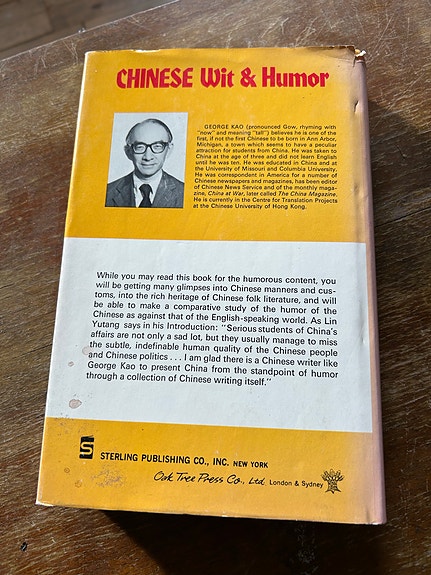 CHINESE Wit & Humor
GEORGE KAO (pronounced Gow, rhyming with
"now" and meaning "tall") believes he is one of the
first, if not the first Chinese to be born in Ann Arbor,
Michigan, a town which seems to have a peculiar
attraction for students from China. He was taken to
China at the age of three and did not learn English
until he was ten. He was educated in China and at
the University of Missouri and Columbia University.
He was correspondent in America for a number of
Chinese newspapers and magazines, has been editor
of Chinese News Service and of the monthly maga-
zine, China at War, later called The China Magazine.
He is currently in the Centre for Translation Projects
at the Chinese University of Hong Kong.
While you may read this book for the humorous content, you
will be getting many glimpses into Chinese manners and cus-
toms, into the rich heritage of Chinese folk literature, and will
be able to make a comparative study of the humor of the
Chinese as against that of the English-speaking world. As Lin
Yutang says in his Introduction: "Serious students of China's
affairs are not only a sad lot, but they usually manage to miss
the subtle, indefinable human quality of the Chinese people
and Chinese politics . . . I am glad there is a Chinese writer like
George Kao to present China from the standpoint of humor
through a collection of Chinese writing itself."
S STERLING PUBLISHING CO., INC. NEW YORK
Oak Tree Press Co., Ltd. London & Sydney